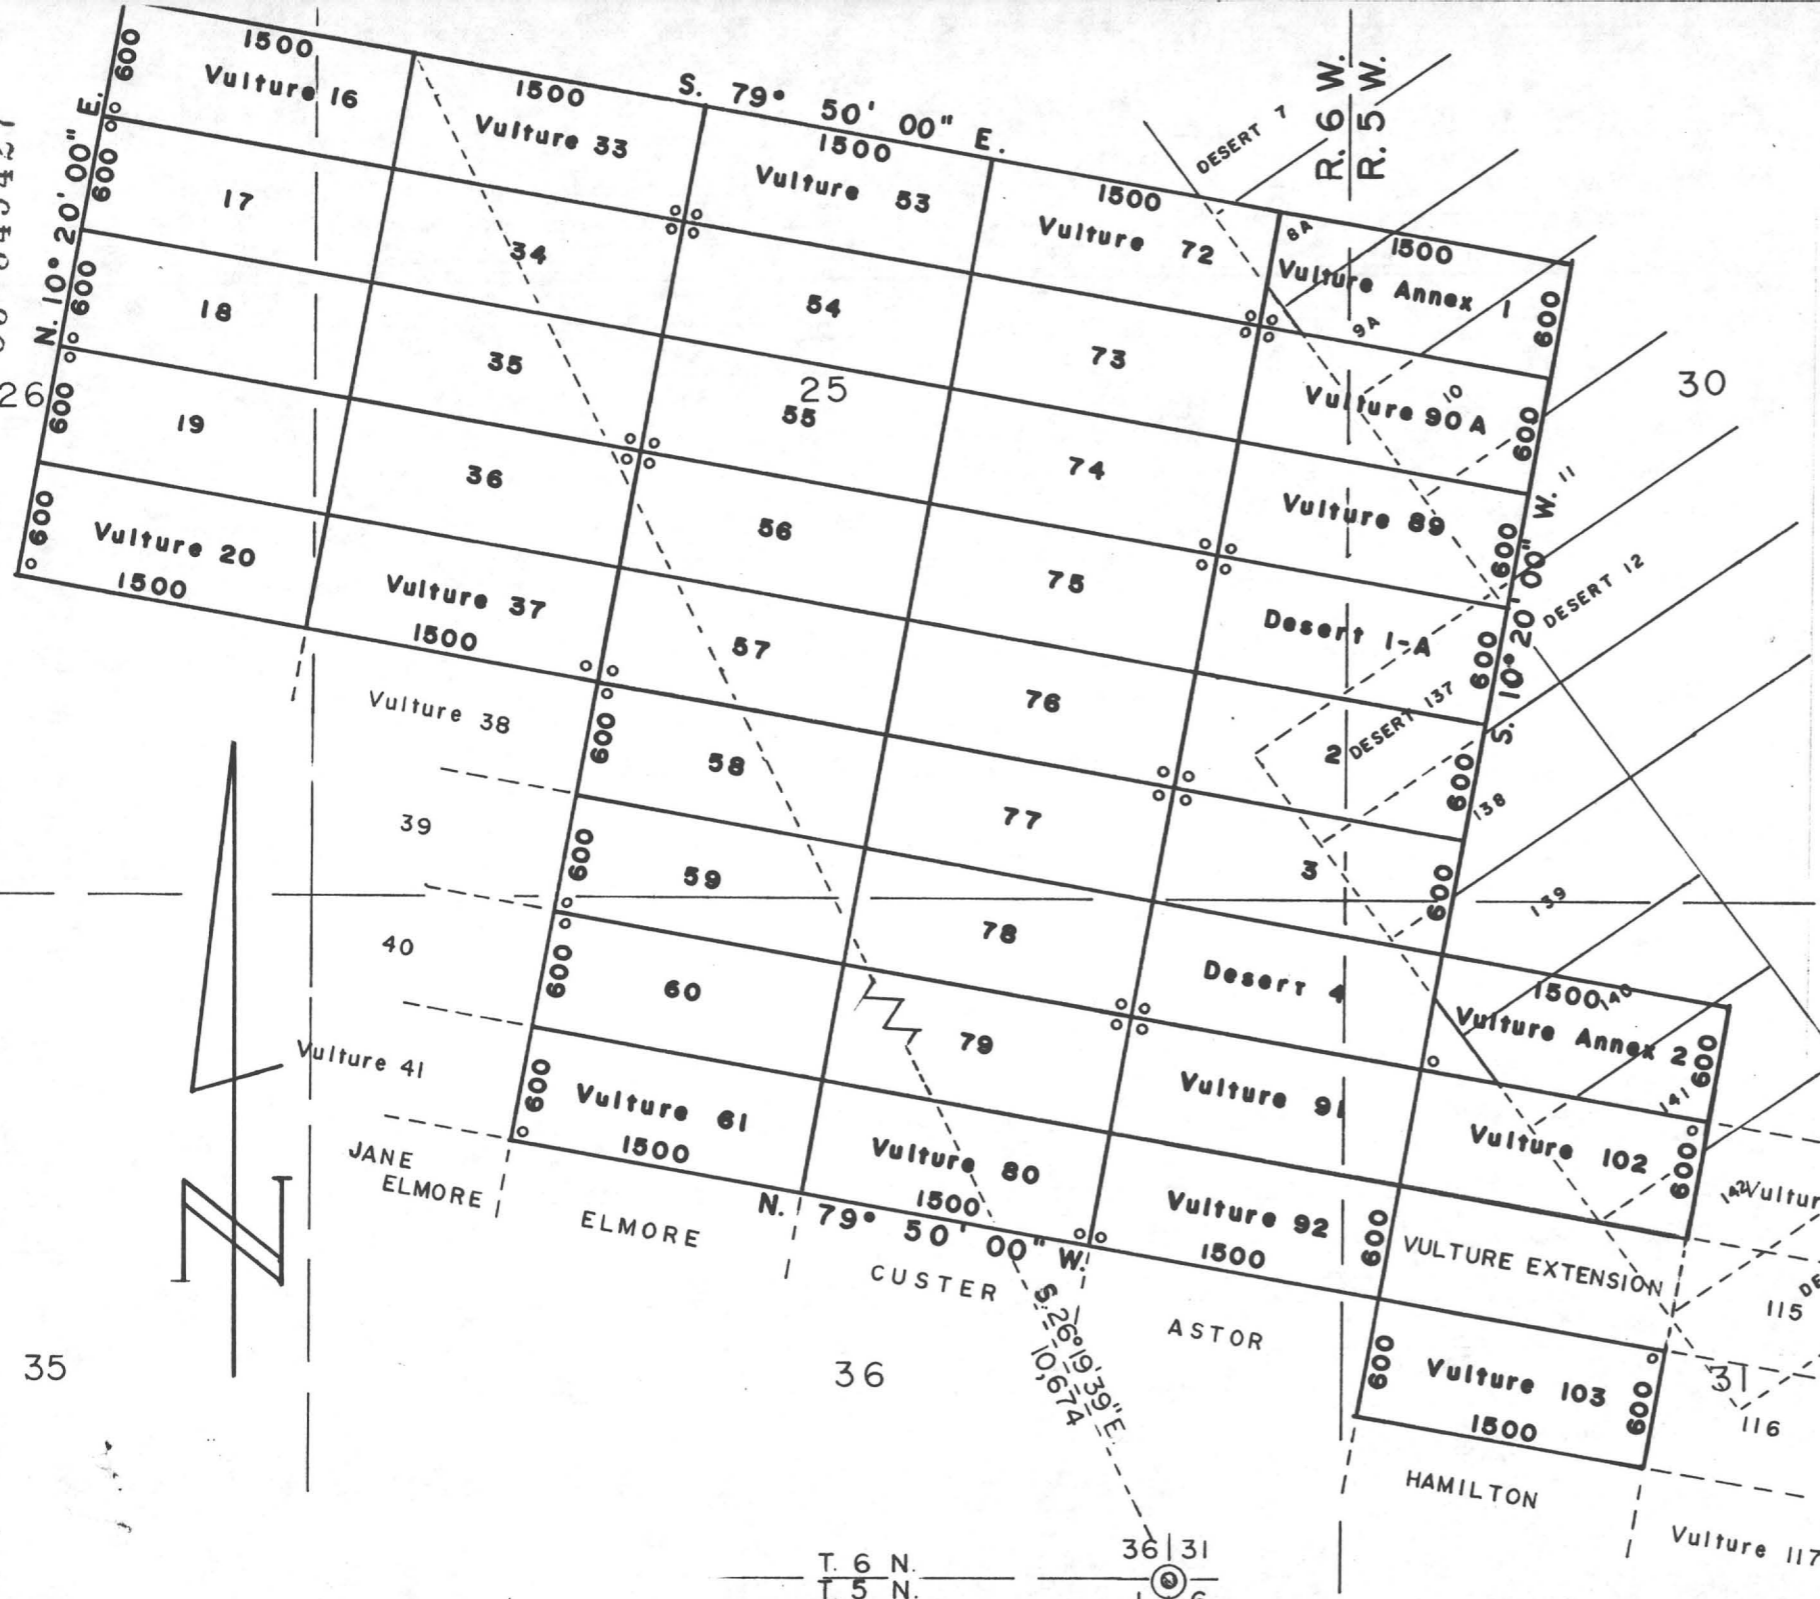 1500
S. 79° 50' 00" E.
R. 6 W.
R. 5 W.
600
Vulture 16
1500
Vulture 33
1500
Vulture 53
1500
Vulture 72
DESERT 7
8A
1500
Vulture Annex 1
600
N. 10° 20' 00" E.
600
17
34
54
73
9A
Vulture 90A
10
600
30
26
600
18
35
25
55
74
Vulture 89
600
11
S. 10° 20' 00" W.
600
19
36
56
75
Desert 1-A
600
DESERT 12
600
Vulture 20
1500
Vulture 37
1500
57
76
2
DESERT 137
600
138
Vulture 38
600
58
77
3
600
139
39
600
59
78
Desert 4
1500
140
Vulture Annex 2
600
40
600
60
79
Vulture 91
141
Vulture 102
600
Vulture 41
600
Vulture 61
1500
Vulture 80
1500
Vulture 92
1500
600
VULTURE EXTENSION
142
115
JANE
ELMORE
ELMORE
N. 79° 50' 00" W.
CUSTER
ASTOR
S. 26°19'39"E.
10,674
35
36
600
Vulture 103
1500
600
31
116
HAMILTON
Vulture 117
T. 6 N.
T. 5 N.
36 31
N